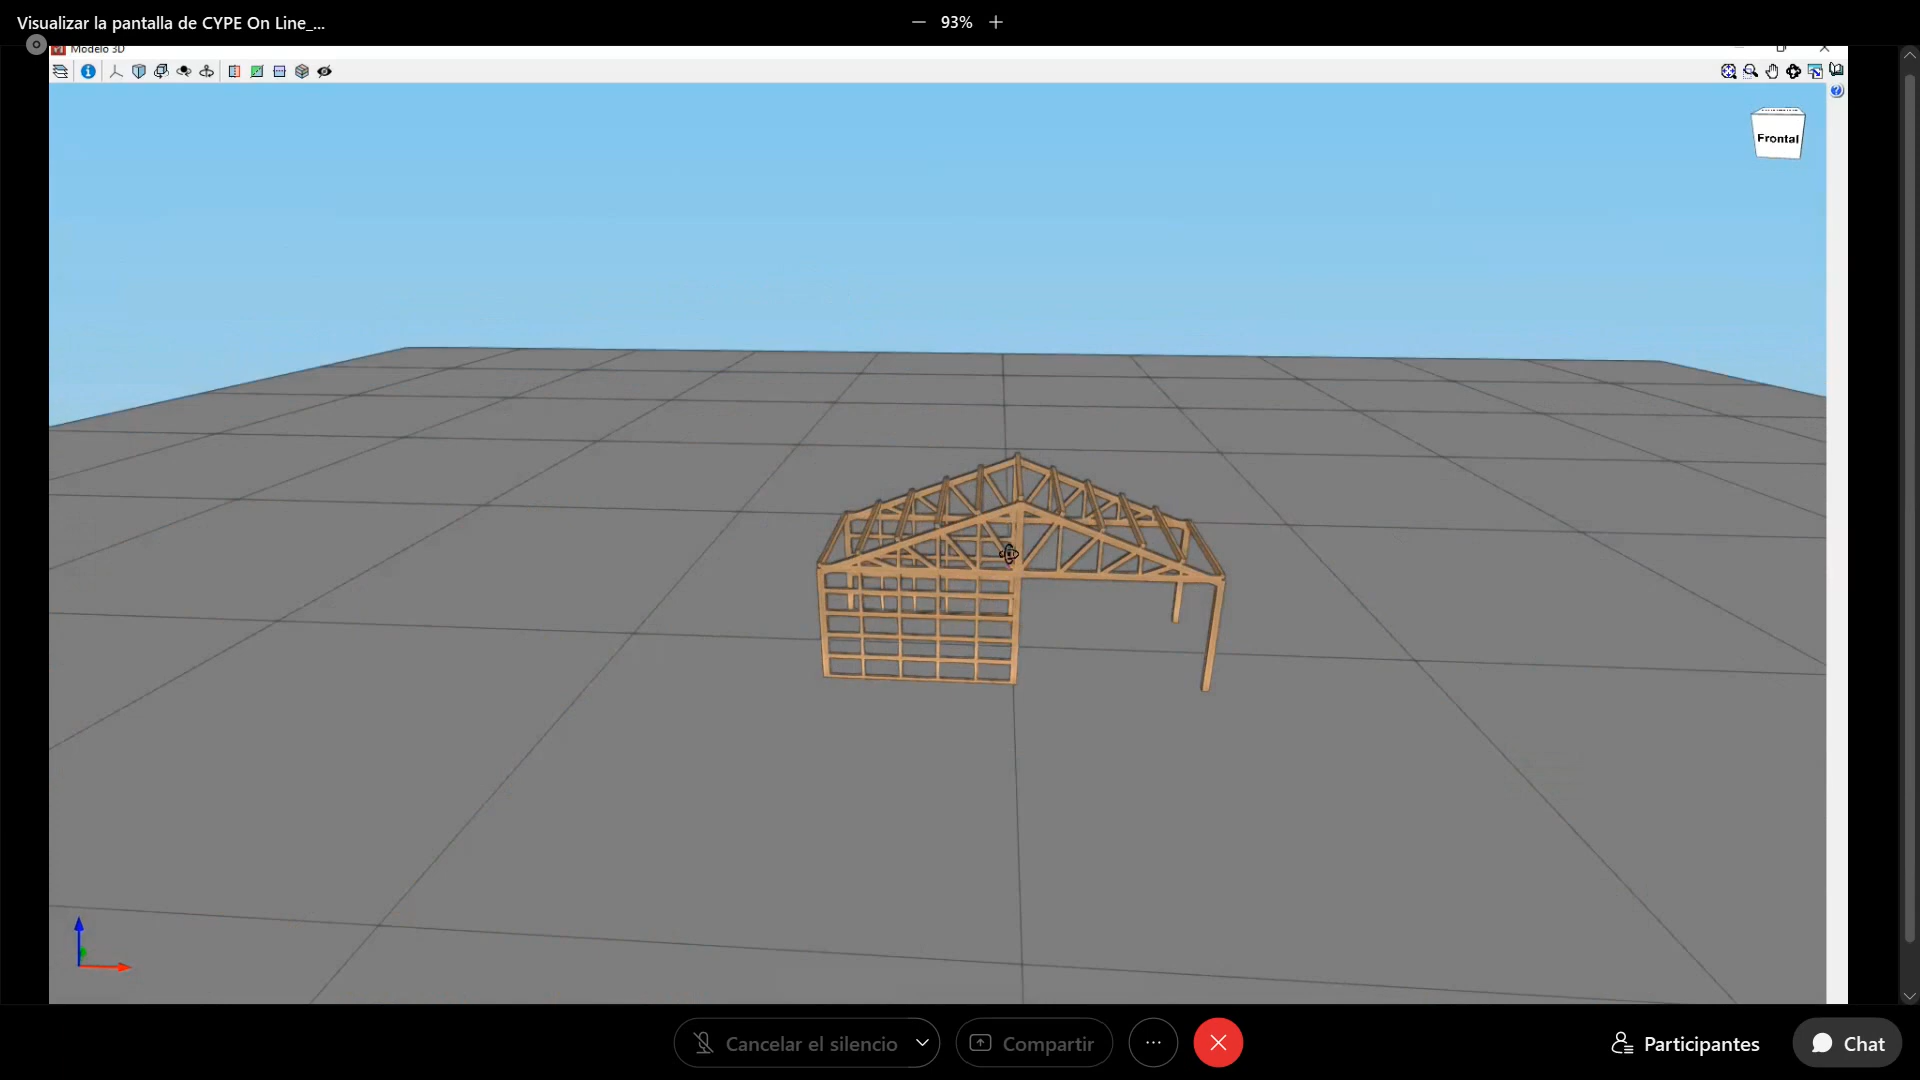 Visualizar la pantalla de CYPE On Line_...
93%
Modelo 3D
Frontal
Cancelar el silencio
Compartir
Participantes
Chat